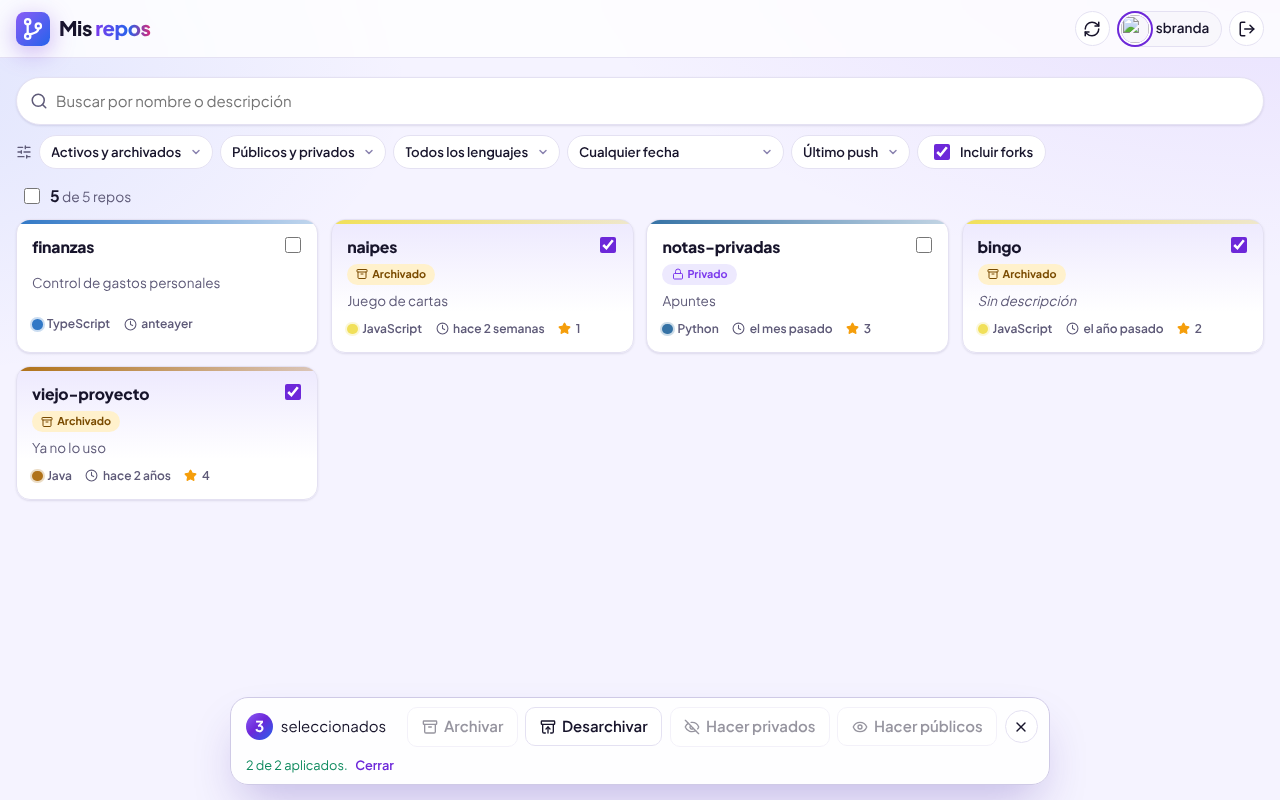 Mis repos
sbranda
Buscar por nombre o descripción
Activos y archivados
Públicos y privados
Todos los lenguajes
Cualquier fecha
Último push
Incluir forks
5 de 5 repos
finanzas
Control de gastos personales
TypeScript
anteayer
naipes
Archivado
Juego de cartas
JavaScript
hace 2 semanas
1
notas-privadas
Privado
Apuntes
Python
el mes pasado
3
bingo
Archivado
Sin descripción
JavaScript
el año pasado
2
viejo-proyecto
Archivado
Ya no lo uso
Java
hace 2 años
4
3 seleccionados
Archivar
Desarchivar
Hacer privados
Hacer públicos
2 de 2 aplicados. Cerrar